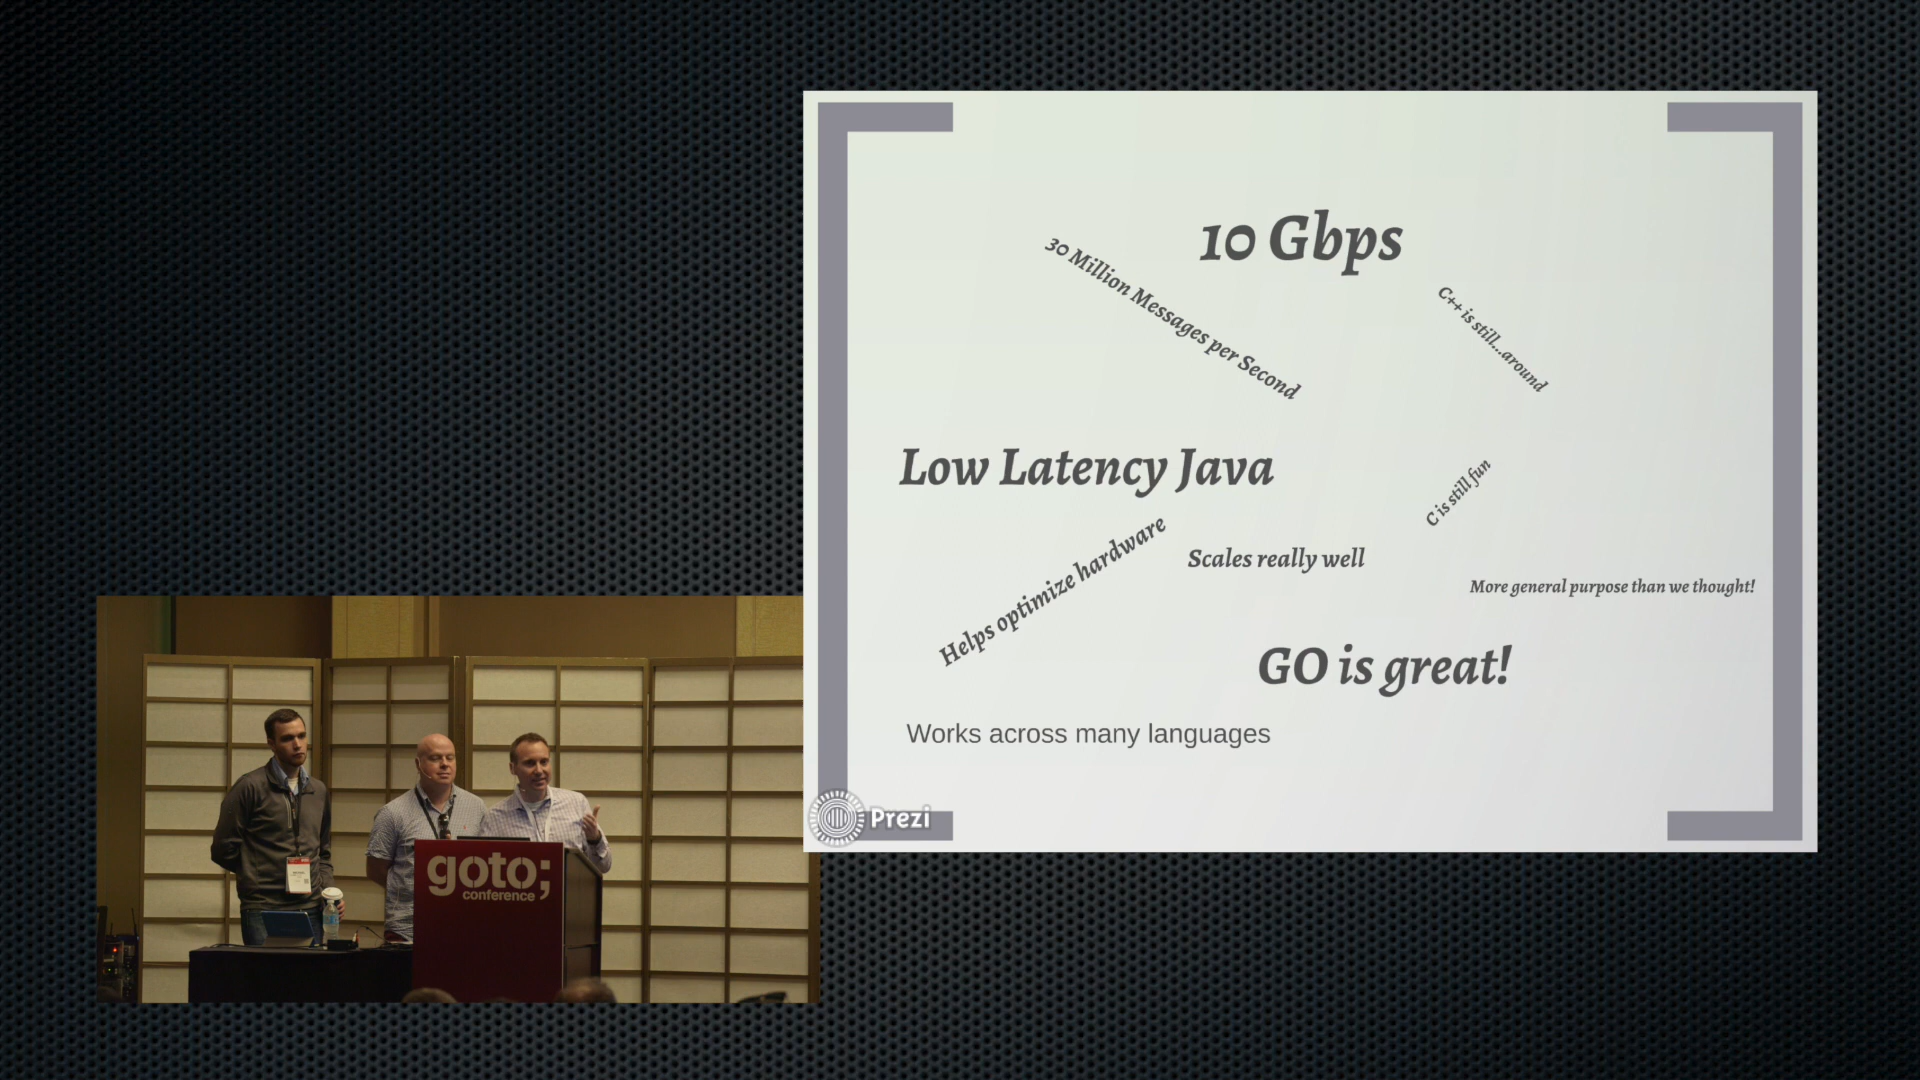 10 Gbps
30 Million Messages per Second
C++ is still...around
Low Latency Java
C is still fun
Helps optimize hardware
Scales really well
More general purpose than we thought!
GO is great!
Works across many languages
Prezi
goto;
conference